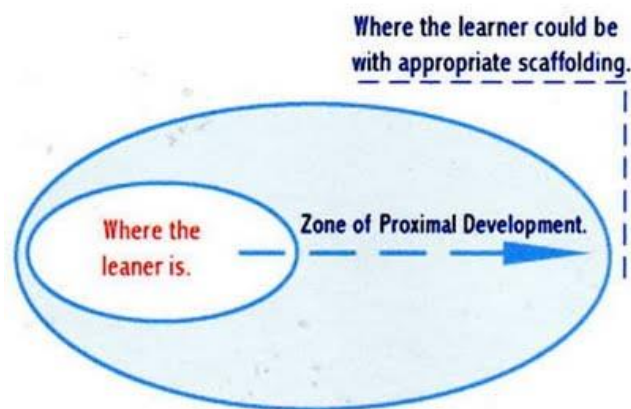 Where the learner could be
with appropriate scaffolding.
Zone of Proximal Development.
Where the
leaner is.